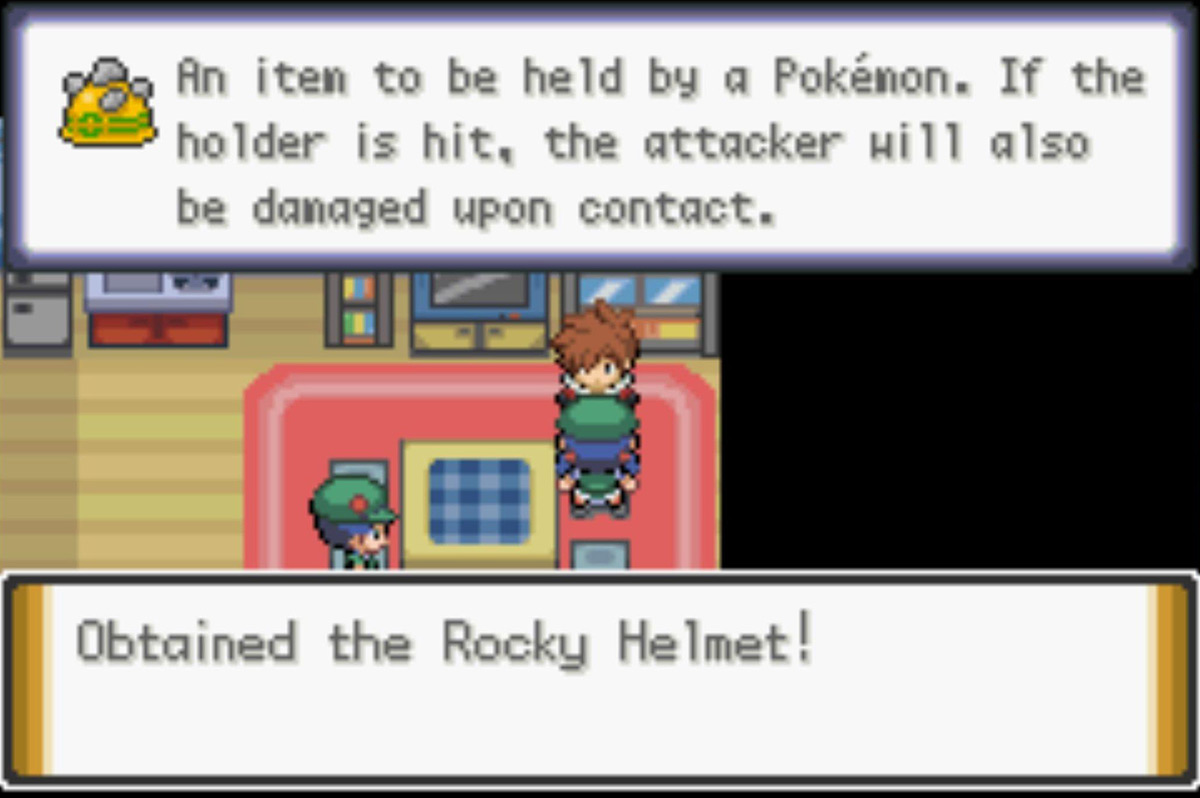 An item to be held by a Pokémon. If the
holder is hit, the attacker will also
be damaged upon contact.
Obtained the Rocky Helmet!